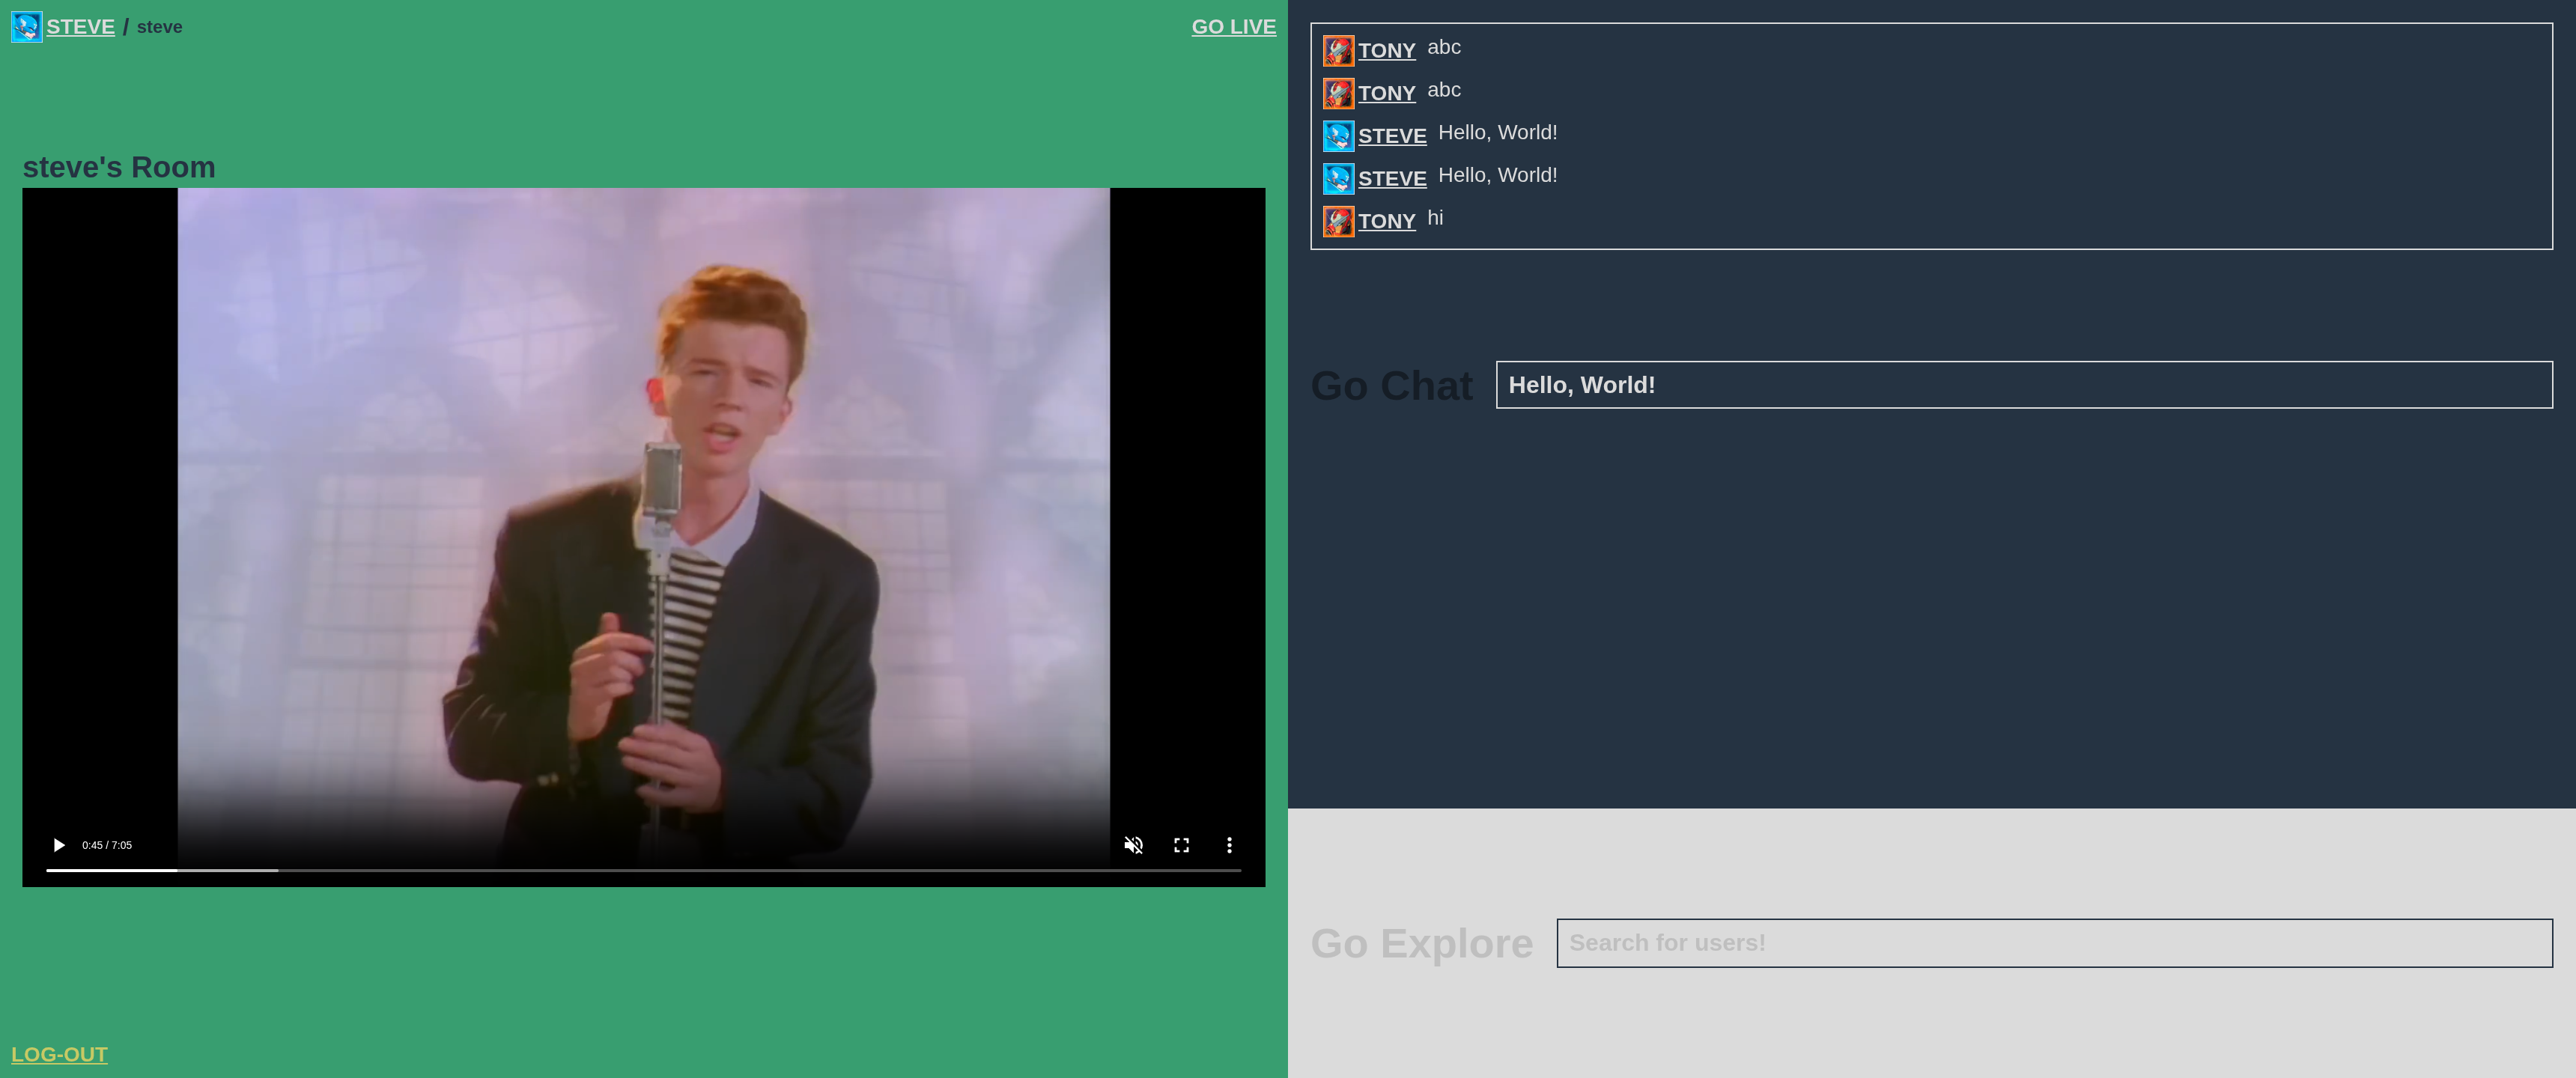 STEVE / steve
GO LIVE
steve's Room
0:45 / 7:05
LOG-OUT
TONY abc
TONY abc
STEVE Hello, World!
STEVE Hello, World!
TONY hi
Go Chat Hello, World!
Go Explore Search for users!